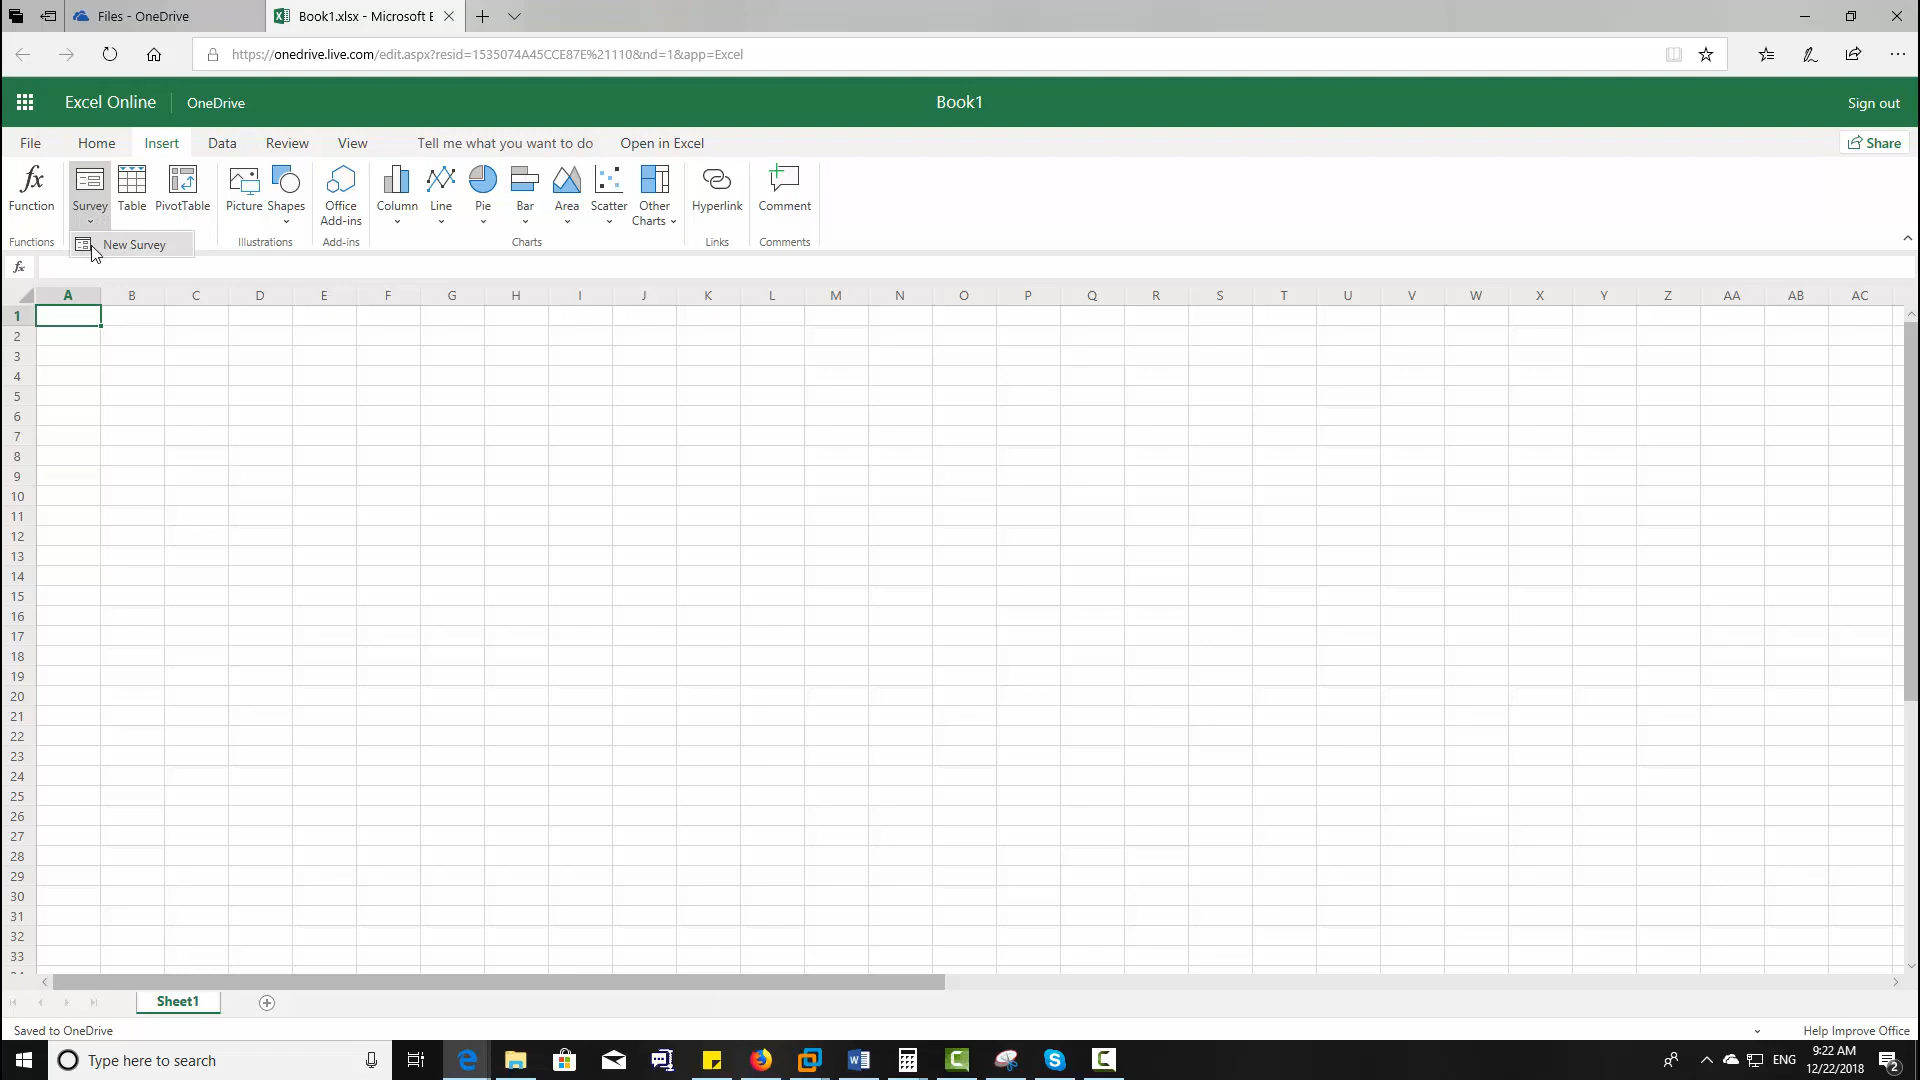 Files - OneDrive
Book1.xlsx - Microsoft E
https://onedrive.live.com/edit.aspx?resid=1535074A45CCE87E%21110&nd=1&app=Excel
Excel Online
OneDrive
Book1
Sign out
File Home Insert Data Review View Tell me what you want to do Open in Excel Share
Function Survey Table PivotTable Picture Shapes Office Add-ins Column Line Pie Bar Area Scatter Other Charts Hyperlink Comment
Functions Illustrations Add-ins Charts Links Comments
New Survey
fx
A B C D E F G H I J K L M N O P Q R S T U V W X Y Z AA AB AC
1
2
3
4
5
6
7
8
9
10
11
12
13
14
15
16
17
18
19
20
21
22
23
24
25
26
27
28
29
30
31
32
33
Sheet1
Saved to OneDrive
Help Improve Office
Type here to search
ENG
9:22 AM
12/22/2018
2